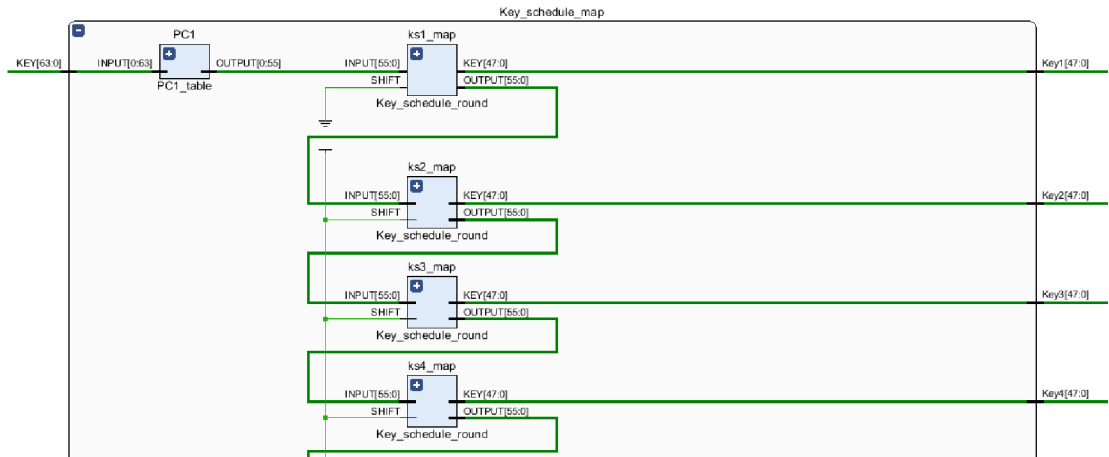 Key_schedule_map
PC1
ks1_map
KEY[63:0]
INPUT[0:63]
OUTPUT[0:55]
INPUT[55:0]
KEY[47:0]
Key1[47:0]
SHIFT
OUTPUT[55:0]
PC1_table
Key_schedule_round
ks2_map
INPUT[55:0]
KEY[47:0]
Key2[47:0]
SHIFT
OUTPUT[55:0]
Key_schedule_round
ks3_map
INPUT[55:0]
KEY[47:0]
Key3[47:0]
SHIFT
OUTPUT[55:0]
Key_schedule_round
ks4_map
INPUT[55:0]
KEY[47:0]
Key4[47:0]
SHIFT
OUTPUT[55:0]
Key_schedule_round